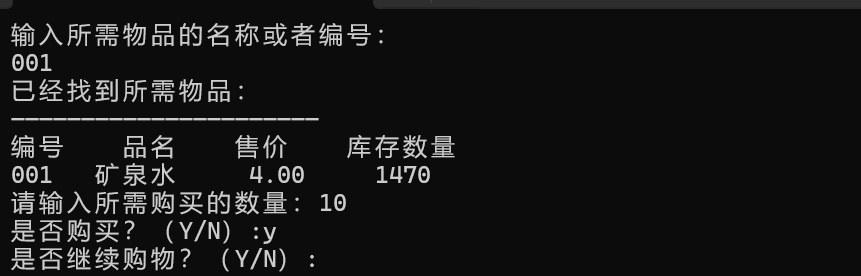 输入所需物品的名称或者编号：
001
已经找到所需物品：
——————————————————————
编号    品名    售价    库存数量
001   矿泉水     4.00     1470
请输入所需购买的数量：10
是否购买？（Y/N）:y
是否继续购物？（Y/N）: